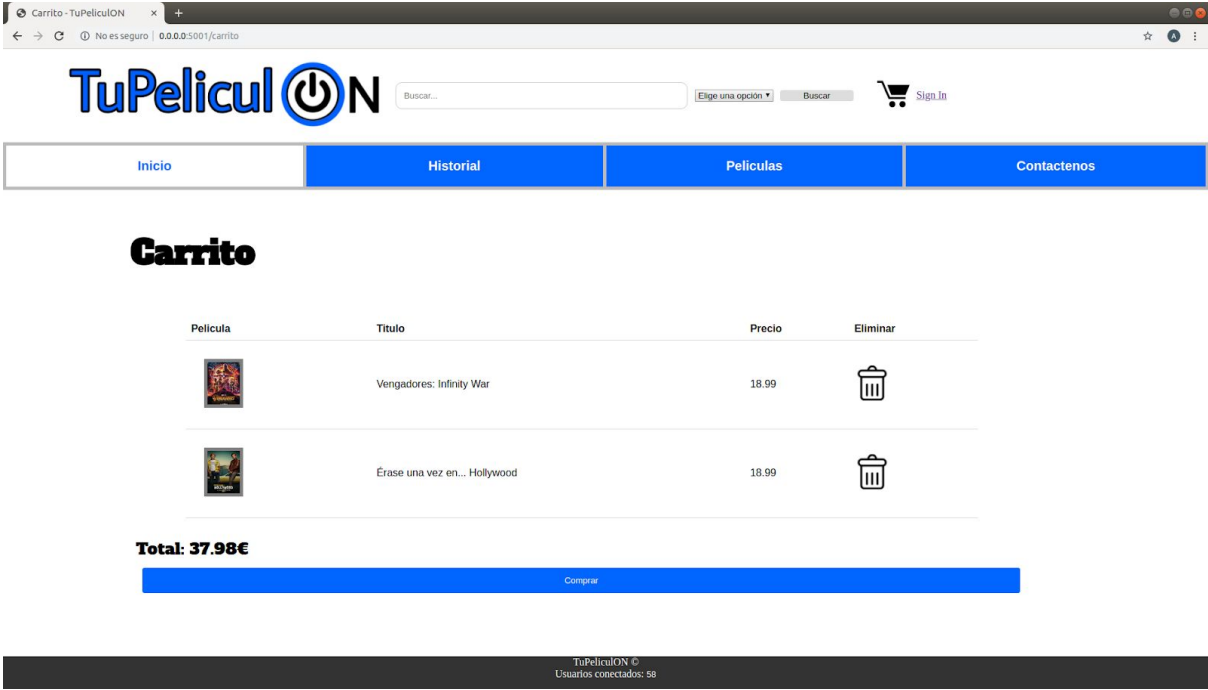 Carrito - TuPeliculON
No es seguro | 0.0.0.0:5001/carrito
A
TuPeliculON
Buscar...
Elige una opción
Buscar
Sign In
Inicio Historial Peliculas Contactenos
Carrito
Pelicula Titulo Precio Eliminar
Vengadores: Infinity War 18.99
Érase una vez en... Hollywood 18.99
Total: 37.98€
Comprar
TuPeliculON ©
Usuarios conectados: 58